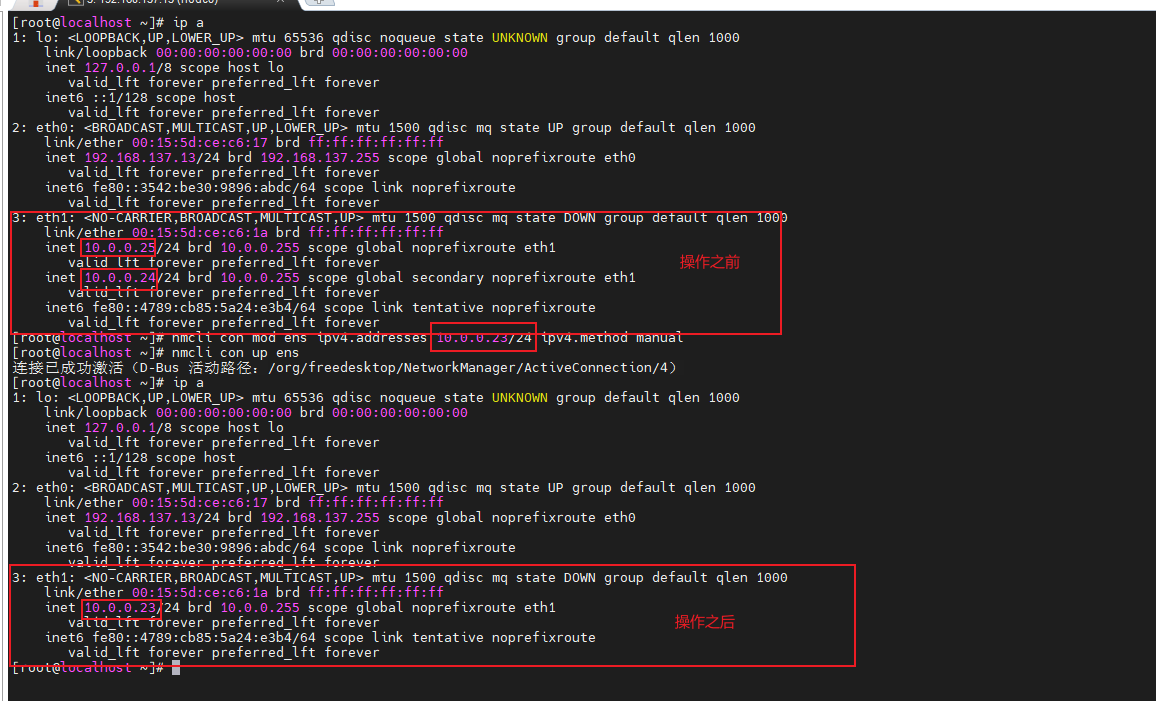 [root@localhost ~]# ip a
1: lo: <LOOPBACK,UP,LOWER_UP> mtu 65536 qdisc noqueue state UNKNOWN group default qlen 1000
link/loopback 00:00:00:00:00:00 brd 00:00:00:00:00:00
inet 127.0.0.1/8 scope host lo
valid_lft forever preferred_lft forever
inet6 ::1/128 scope host
valid_lft forever preferred_lft forever
2: eth0: <BROADCAST,MULTICAST,UP,LOWER_UP> mtu 1500 qdisc mq state UP group default qlen 1000
link/ether 00:15:5d:ce:c6:17 brd ff:ff:ff:ff:ff:ff
inet 192.168.137.13/24 brd 192.168.137.255 scope global noprefixroute eth0
valid_lft forever preferred_lft forever
inet6 fe80::3542:be30:9896:abdc/64 scope link noprefixroute
valid_lft forever preferred_lft forever
3: eth1: <NO-CARRIER,BROADCAST,MULTICAST,UP> mtu 1500 qdisc mq state DOWN group default qlen 1000
link/ether 00:15:5d:ce:c6:1a brd ff:ff:ff:ff:ff:ff
inet 10.0.0.25/24 brd 10.0.0.255 scope global noprefixroute eth1
valid_lft forever preferred_lft forever
操作之前
inet 10.0.0.24/24 brd 10.0.0.255 scope global secondary noprefixroute eth1
valid_lft forever preferred_lft forever
inet6 fe80::4789:cb85:5a24:e3b4/64 scope link tentative noprefixroute
valid_lft forever preferred_lft forever
[root@localhost ~]# nmcli con mod ens ipv4.addresses 10.0.0.23/24 ipv4.method manual
[root@localhost ~]# nmcli con up ens
连接已成功激活（D-Bus 活动路径：/org/freedesktop/NetworkManager/ActiveConnection/4）
[root@localhost ~]# ip a
1: lo: <LOOPBACK,UP,LOWER_UP> mtu 65536 qdisc noqueue state UNKNOWN group default qlen 1000
link/loopback 00:00:00:00:00:00 brd 00:00:00:00:00:00
inet 127.0.0.1/8 scope host lo
valid_lft forever preferred_lft forever
inet6 ::1/128 scope host
valid_lft forever preferred_lft forever
2: eth0: <BROADCAST,MULTICAST,UP,LOWER_UP> mtu 1500 qdisc mq state UP group default qlen 1000
link/ether 00:15:5d:ce:c6:17 brd ff:ff:ff:ff:ff:ff
inet 192.168.137.13/24 brd 192.168.137.255 scope global noprefixroute eth0
valid_lft forever preferred_lft forever
inet6 fe80::3542:be30:9896:abdc/64 scope link noprefixroute
valid_lft forever preferred_lft forever
3: eth1: <NO-CARRIER,BROADCAST,MULTICAST,UP> mtu 1500 qdisc mq state DOWN group default qlen 1000
link/ether 00:15:5d:ce:c6:1a brd ff:ff:ff:ff:ff:ff
inet 10.0.0.23/24 brd 10.0.0.255 scope global noprefixroute eth1
valid_lft forever preferred_lft forever
操作之后
inet6 fe80::4789:cb85:5a24:e3b4/64 scope link tentative noprefixroute
valid_lft forever preferred_lft forever
[root@localhost ~]#